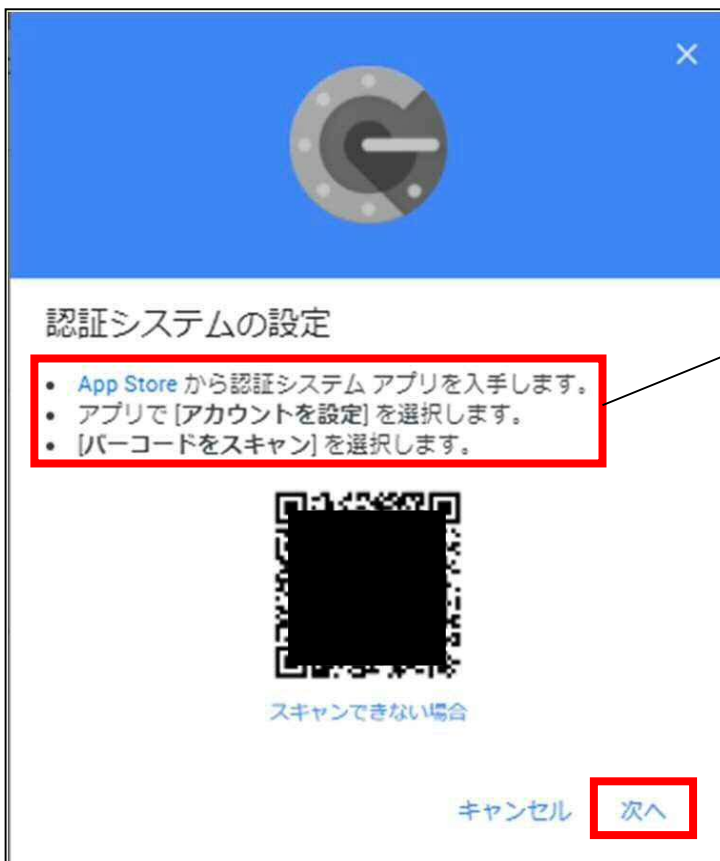 認証システムの設定
• App Store から認証システム アプリを入手します。
• アプリで [アカウントを設定] を選択します。
• [バーコードをスキャン] を選択します。
スキャンできない場合
キャンセル 次へ